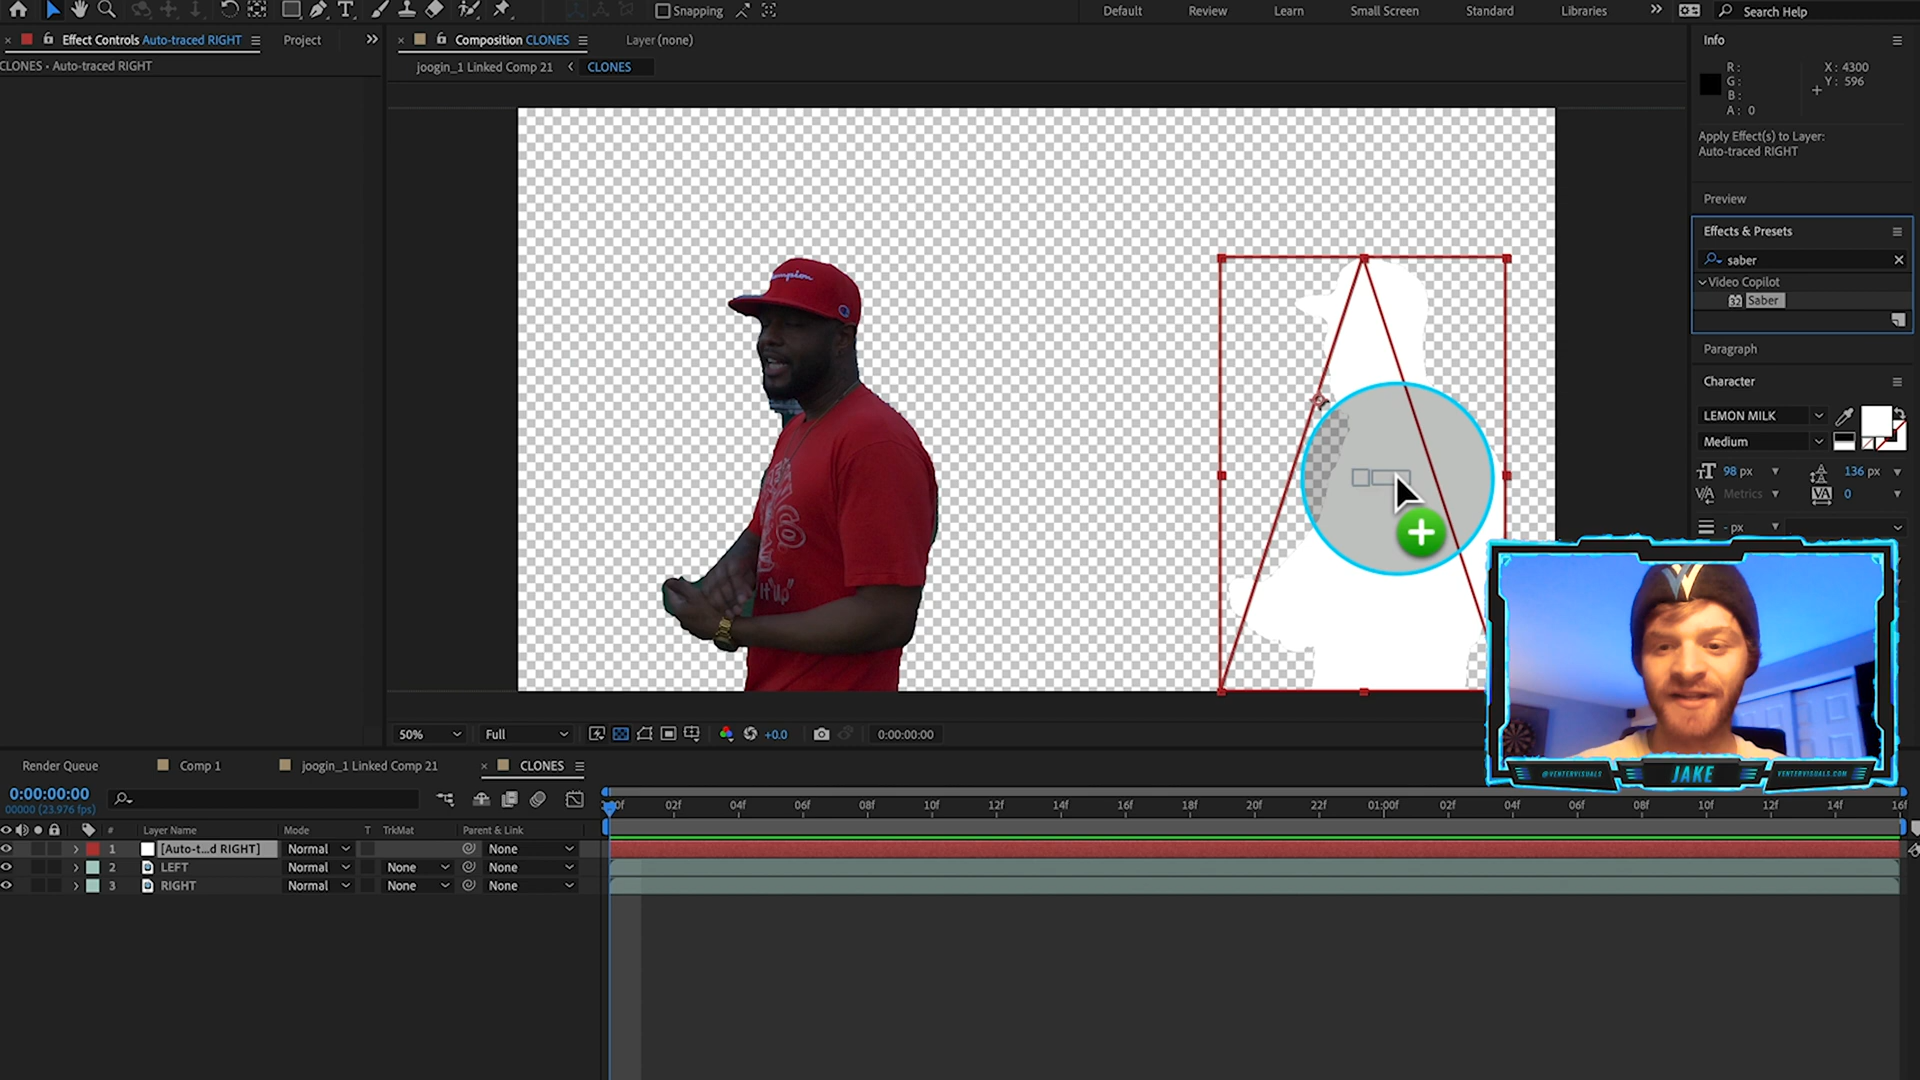 Snapping
Default
Review
Learn
Small Screen
Standard
Libraries
Search Help
Effect Controls Auto-traced RIGHT
Project
CLONES • Auto-traced RIGHT
Composition CLONES
Layer (none)
joogin_1 Linked Comp 21
CLONES
Info
R :
G :
B :
A : 0
X : 4300
Y : 596
Apply Effect(s) to Layer:
Auto-traced RIGHT
Preview
Effects & Presets
saber
Video Copilot
Saber
Paragraph
Character
LEMON MILK
Medium
98 px
136 px
Metrics
0
- px
It "Up"
50%
Full
+0.0
0:00:00:00
@VENTERVISUALS
JAKE
VENTERVISUALS.COM
Render Queue
Comp 1
joogin_1 Linked Comp 21
CLONES
0:00:00:00
00000 (23.976 fps)
02f
04f
06f
08f
10f
12f
14f
16f
18f
20f
22f
01:00f
02f
04f
06f
08f
10f
12f
14f
16f
#
Layer Name
Mode
T
TrkMat
Parent & Link
1
[Auto-t...d RIGHT]
Normal
None
2
LEFT
Normal
None
None
3
RIGHT
Normal
None
None